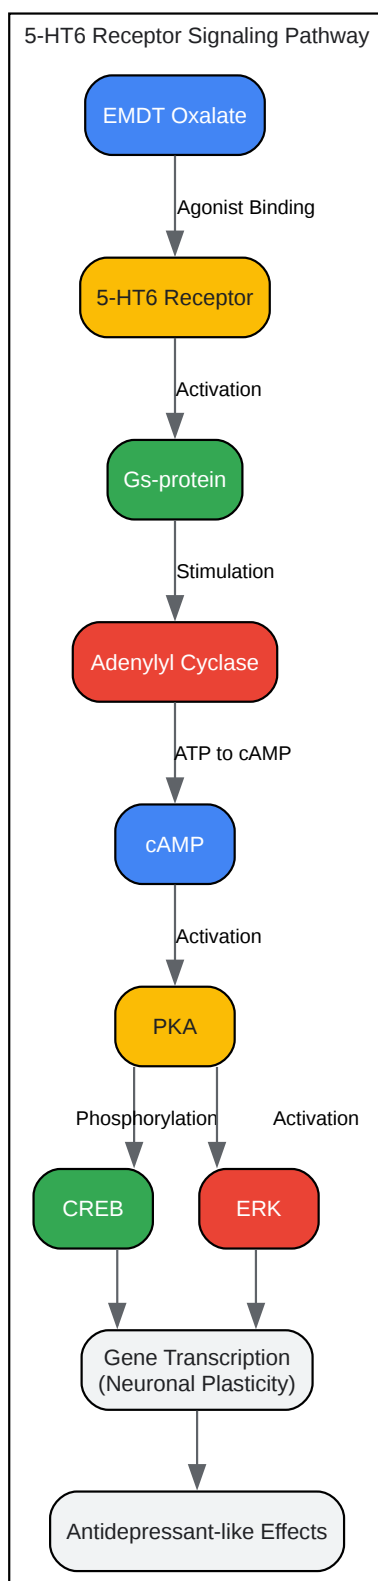 5-HT6 Receptor Signaling Pathway
EMDT Oxalate
Agonist Binding
5-HT6 Receptor
Activation
Gs-protein
Stimulation
Adenylyl Cyclase
ATP to cAMP
cAMP
Activation
PKA
Phosphorylation
Activation
CREB
ERK
Gene Transcription
(Neuronal Plasticity)
Antidepressant-like Effects